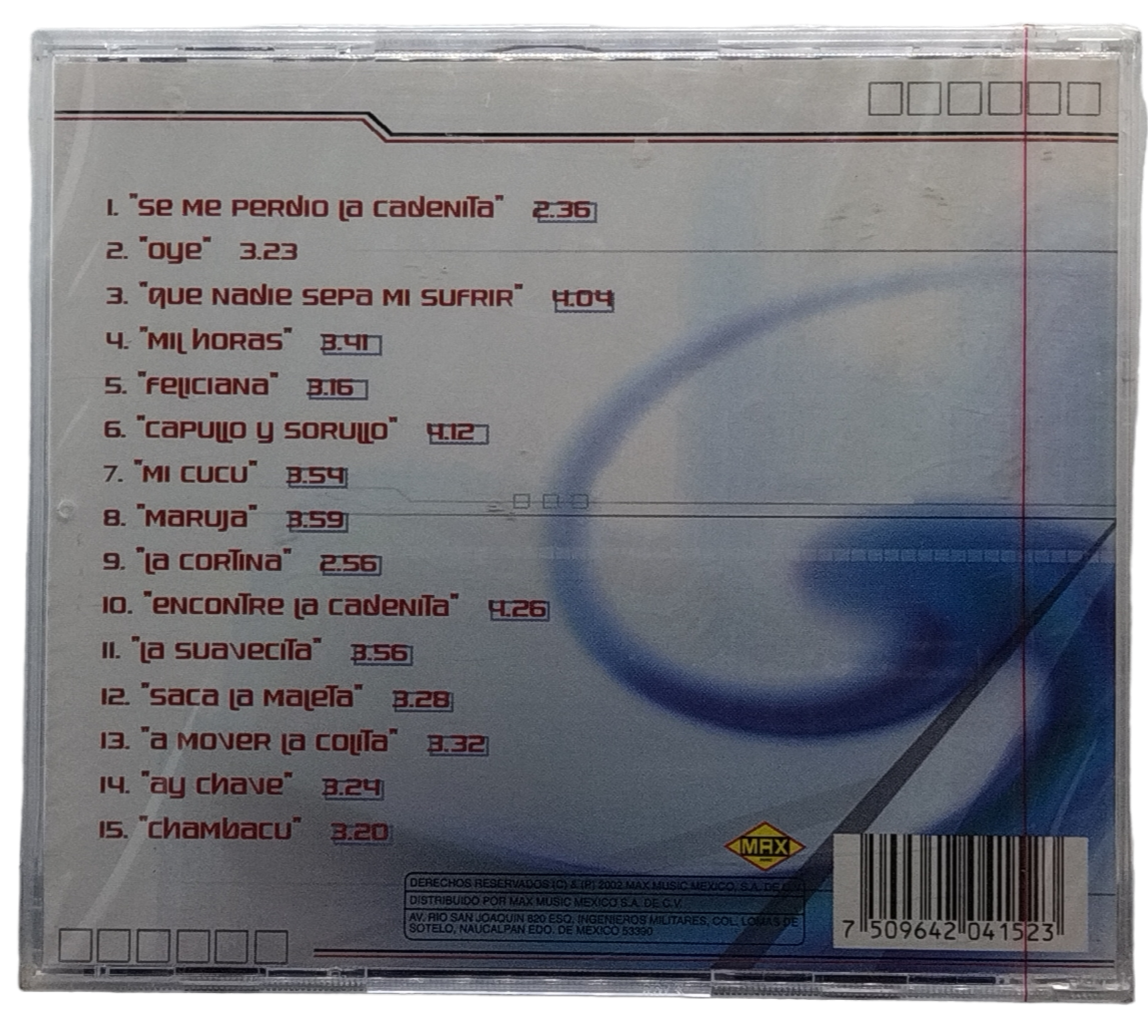 1. "Se Me Perdio La Cadenita" 2.36
2. "Oye" 3.23
3. "Que Nadie Sepa Mi Sufrir" 4.04
4. "Mil Horas" 3.41
5. "Feliciana" 3.16
6. "Capullo y Sorullo" 4.12
7. "Mi Cucu" 3.54
8. "Maruja" 3.59
9. "La Cortina" 2.56
10. "Encontre La Cadenita" 4.26
11. "La Suavecita" 3.56
12. "Saca La Maleta" 3.28
13. "A Mover La Colita" 3.32
14. "Ay Chave" 3.24
15. "Chambacu" 3.20
MAX
DERECHOS RESERVADOS (C) & (P) 2002 MAX MUSIC MEXICO, S.A. DE C.V.
DISTRIBUIDO POR MAX MUSIC MEXICO S.A. DE C.V.
AV. RIO SAN JOAQUIN 820 ESQ. INGENIEROS MILITARES, COL. LOMAS DE
SOTELO, NAUCALPAN EDO. DE MEXICO 53390
7 509642 041523